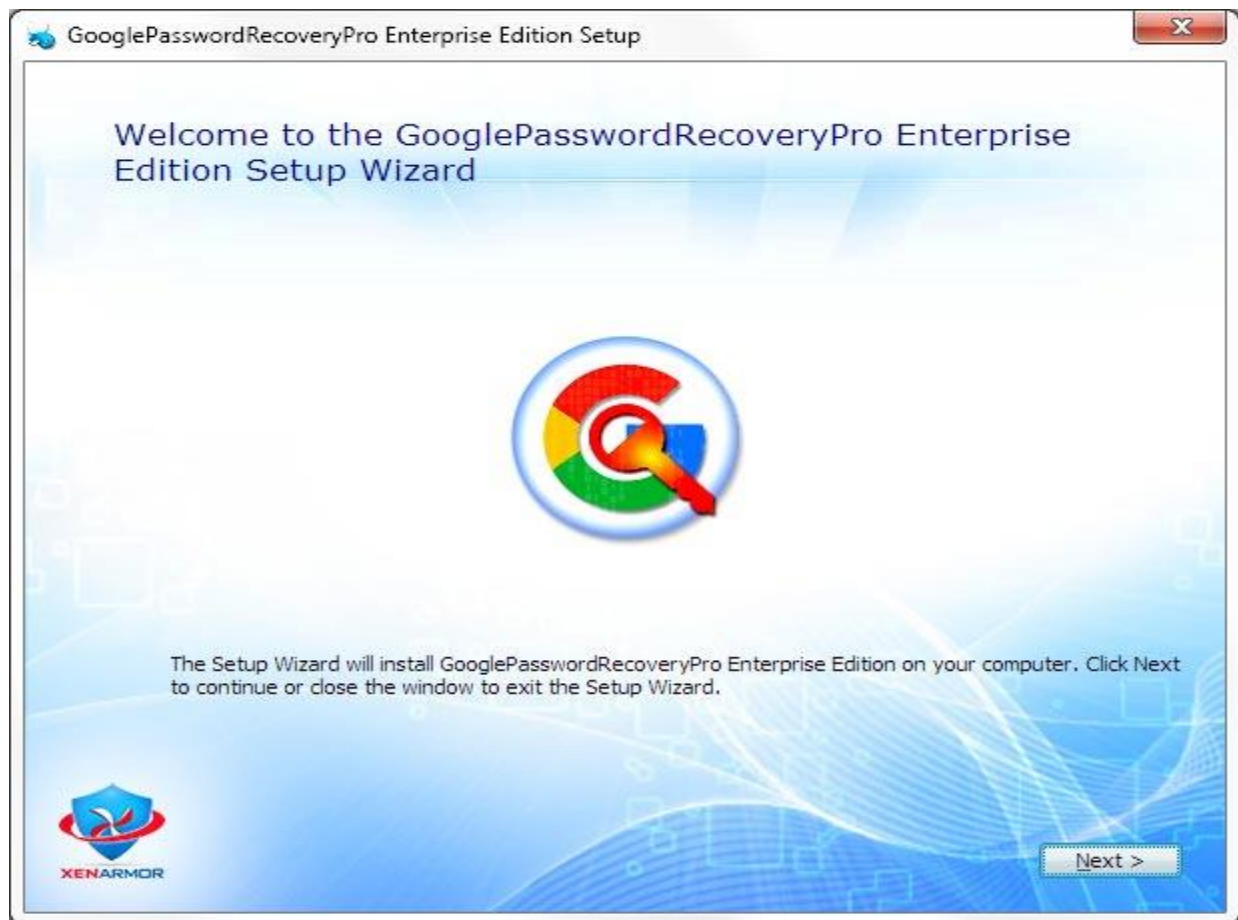 GooglePasswordRecoveryPro Enterprise Edition Setup
Welcome to the GooglePasswordRecoveryPro Enterprise
Edition Setup Wizard
The Setup Wizard will install GooglePasswordRecoveryPro Enterprise Edition on your computer. Click Next
to continue or close the window to exit the Setup Wizard.
XENARMOR
Next >